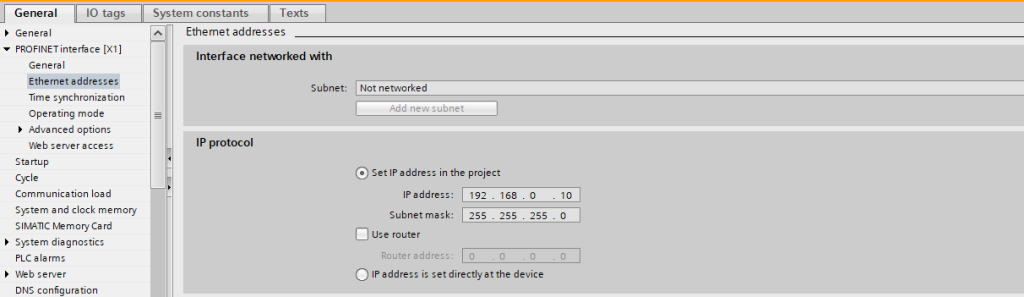 General IO tags System constants Texts
General
PROFINET interface [X1]
General
Ethernet addresses
Time synchronization
Operating mode
Advanced options
Web server access
Startup
Cycle
Communication load
System and clock memory
SIMATIC Memory Card
System diagnostics
PLC alarms
Web server
DNS configuration
Ethernet addresses
Interface networked with
Subnet: Not networked
Add new subnet
IP protocol
Set IP address in the project
IP address: 192 . 168 . 0 . 10
Subnet mask: 255 . 255 . 255 . 0
Use router
Router address: 0 . 0 . 0 . 0
IP address is set directly at the device